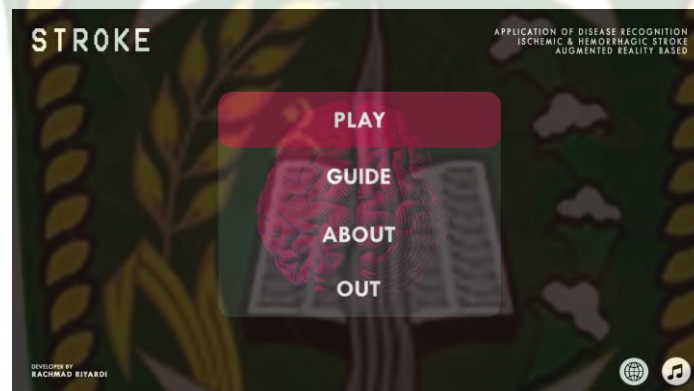 STROKE
APPLICATION OF DISEASE RECOGNITION
ISCHEMIC & HEMORRHAGIC STROKE
AUGMENTED REALITY BASED
PLAY
GUIDE
ABOUT
OUT
DEVELOPER BY
RACHMAD RIYARDI